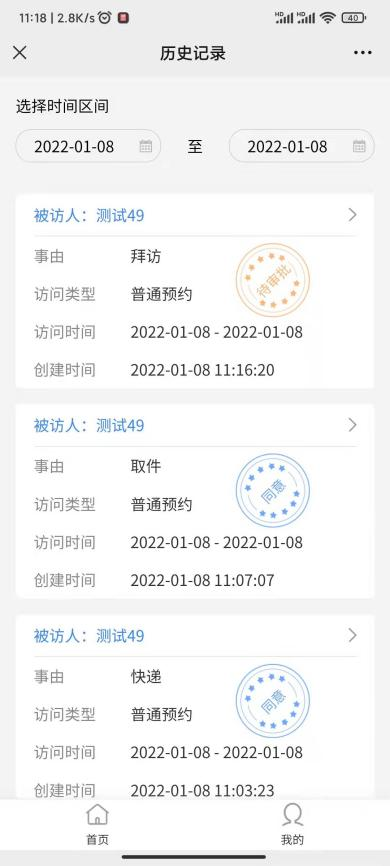 11:18 | 2.8K/s
HD HD 40
历史记录
选择时间区间
2022-01-08 至 2022-01-08
被访人：测试49
事由 拜访
访问类型 普通预约
待审批
访问时间 2022-01-08 - 2022-01-08
创建时间 2022-01-08 11:16:20
被访人：测试49
事由 取件
访问类型 普通预约
同意
访问时间 2022-01-08 - 2022-01-08
创建时间 2022-01-08 11:07:07
被访人：测试49
事由 快递
访问类型 普通预约
同意
访问时间 2022-01-08 - 2022-01-08
创建时间 2022-01-08 11:03:23
首页 我的